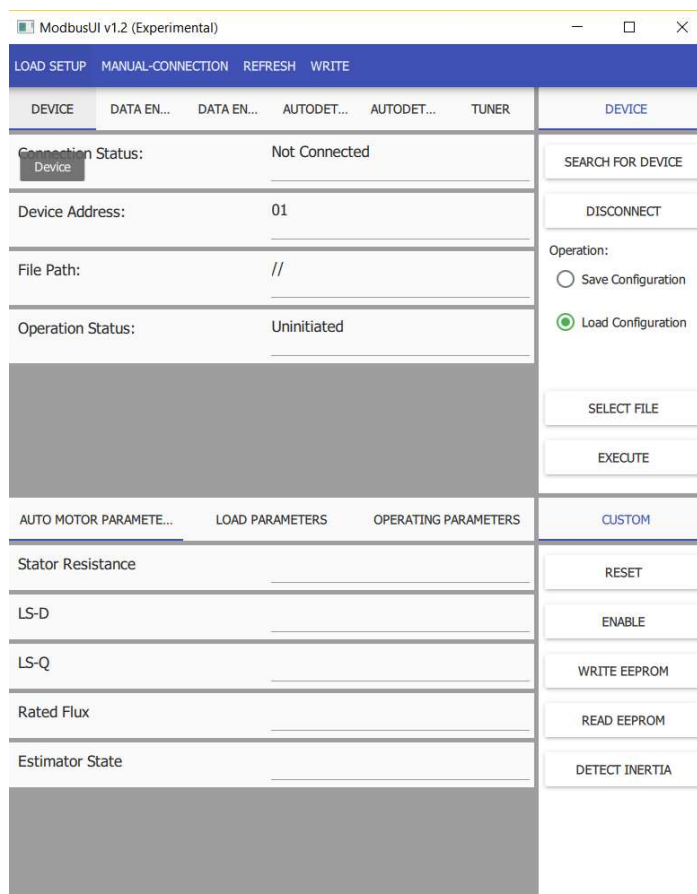 ModbusUI v1.2 (Experimental)
LOAD SETUP MANUAL-CONNECTION REFRESH WRITE
DEVICE DATA EN... DATA EN... AUTODET... AUTODET... TUNER DEVICE
Connection Status: Not Connected
Device
SEARCH FOR DEVICE
Device Address: 01
DISCONNECT
Operation:
File Path: //
Save Configuration
Operation Status: Uninitiated
Load Configuration
SELECT FILE
EXECUTE
AUTO MOTOR PARAMETE... LOAD PARAMETERS OPERATING PARAMETERS CUSTOM
Stator Resistance
RESET
LS-D
ENABLE
LS-Q
WRITE EEPROM
Rated Flux
READ EEPROM
Estimator State
DETECT INERTIA